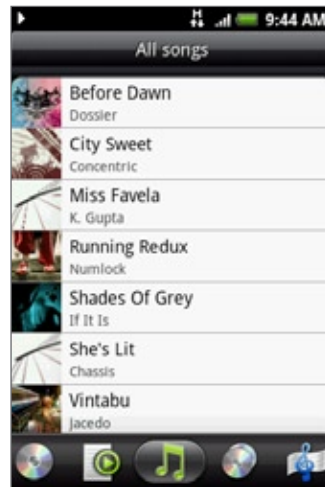 H
9:44 AM
All songs
Before Dawn
Dossier
City Sweet
Concentric
Miss Favela
K. Gupta
Running Redux
Numlock
Shades Of Grey
If It Is
She's Lit
Chassis
Vintabu
Jacedo